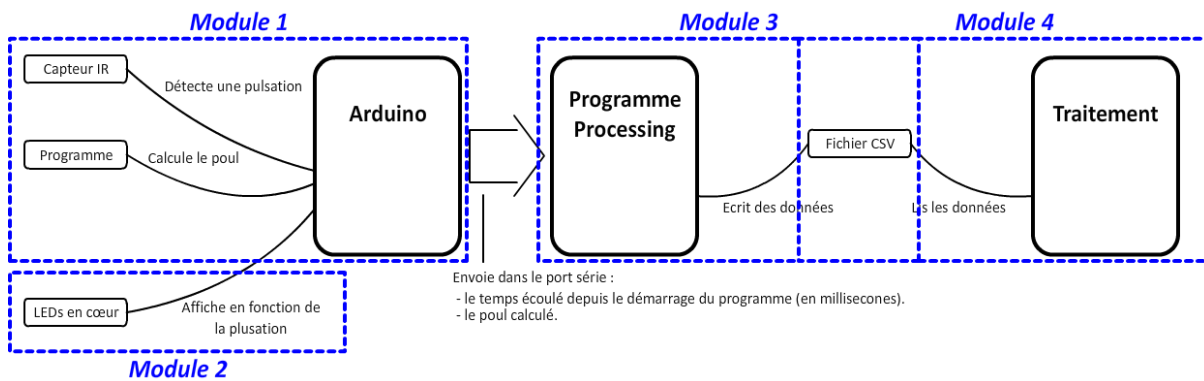 Module 1
Module 3
Module 4
Capteur IR
Détecte une pulsation
Arduino
Programme
Calcule le poul
Programme
Processing
Fichier CSV
Traitement
Ecrit des données
Lis les données
LEDs en cœur
Affiche en fonction de
la plusation
Envoie dans le port série :
- le temps écoulé depuis le démarrage du programme (en millisecones).
- le poul calculé.
Module 2